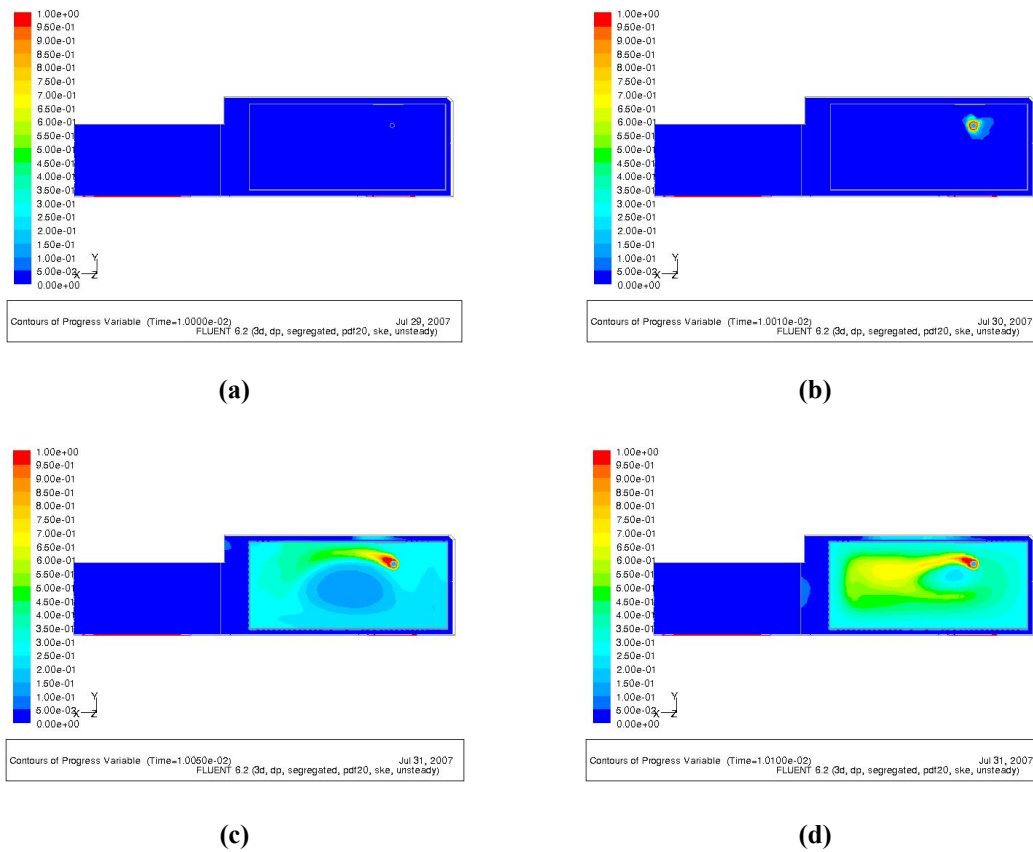 1.00e+00
9.50e-01
9.00e-01
8.50e-01
8.00e-01
7.50e-01
7.00e-01
6.50e-01
6.00e-01
5.50e-01
5.00e-01
4.50e-01
4.00e-01
3.50e-01
3.00e-01
2.50e-01
2.00e-01
1.50e-01
1.00e-01
5.00e-02
0.00e+00
Y
X Z
Contours of Progress Variable (Time=1.0000e-02) Jul 29, 2007
FLUENT 6.2 (3d, dp, segregated, pdf20, ske, unsteady)
(a)
1.00e+00
9.50e-01
9.00e-01
8.50e-01
8.00e-01
7.50e-01
7.00e-01
6.50e-01
6.00e-01
5.50e-01
5.00e-01
4.50e-01
4.00e-01
3.50e-01
3.00e-01
2.50e-01
2.00e-01
1.50e-01
1.00e-01
5.00e-02
0.00e+00
Y
X Z
Contours of Progress Variable (Time=1.0010e-02) Jul 30, 2007
FLUENT 6.2 (3d, dp, segregated, pdf20, ske, unsteady)
(b)
1.00e+00
9.50e-01
9.00e-01
8.50e-01
8.00e-01
7.50e-01
7.00e-01
6.50e-01
6.00e-01
5.50e-01
5.00e-01
4.50e-01
4.00e-01
3.50e-01
3.00e-01
2.50e-01
2.00e-01
1.50e-01
1.00e-01
5.00e-02
0.00e+00
Y
X Z
Contours of Progress Variable (Time=1.0050e-02) Jul 31, 2007
FLUENT 6.2 (3d, dp, segregated, pdf20, ske, unsteady)
(c)
1.00e+00
9.50e-01
9.00e-01
8.50e-01
8.00e-01
7.50e-01
7.00e-01
6.50e-01
6.00e-01
5.50e-01
5.00e-01
4.50e-01
4.00e-01
3.50e-01
3.00e-01
2.50e-01
2.00e-01
1.50e-01
1.00e-01
5.00e-02
0.00e+00
Y
X Z
Contours of Progress Variable (Time=1.0100e-02) Jul 31, 2007
FLUENT 6.2 (3d, dp, segregated, pdf20, ske, unsteady)
(d)